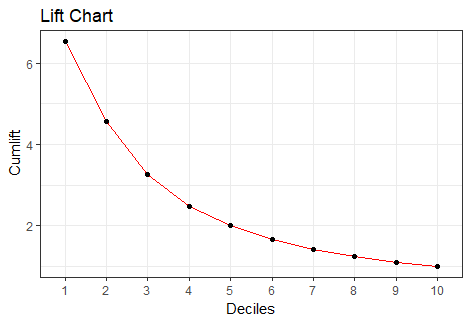 Lift Chart
Cumlift
6
4
2
1 2 3 4 5 6 7 8 9 10
Deciles